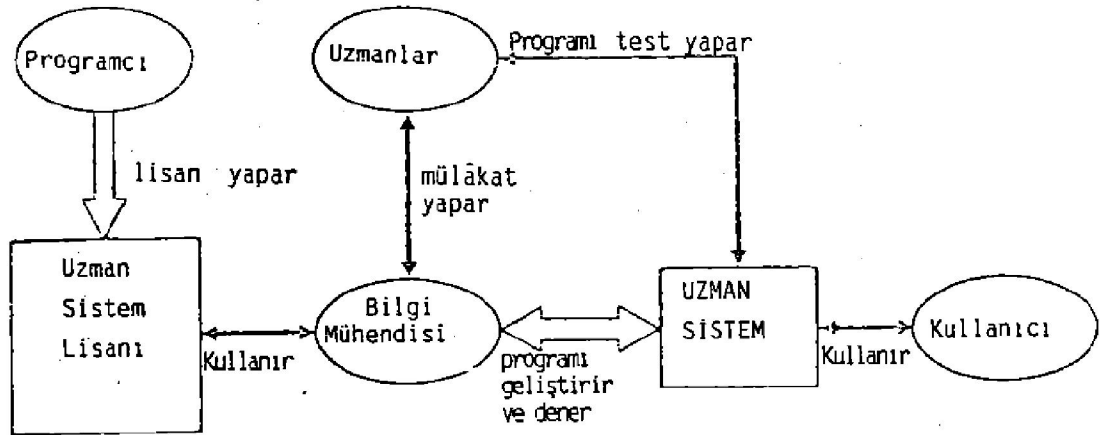 Programcı
Uzmanlar
Programı test yapar
lisan yapar
mülâkat
yapar
Uzman
Sistem
Lisanı
Kullanır
Bilgi
Mühendisi
programı
geliştirir
ve dener
UZMAN
SİSTEM
Kullanır
Kullanıcı